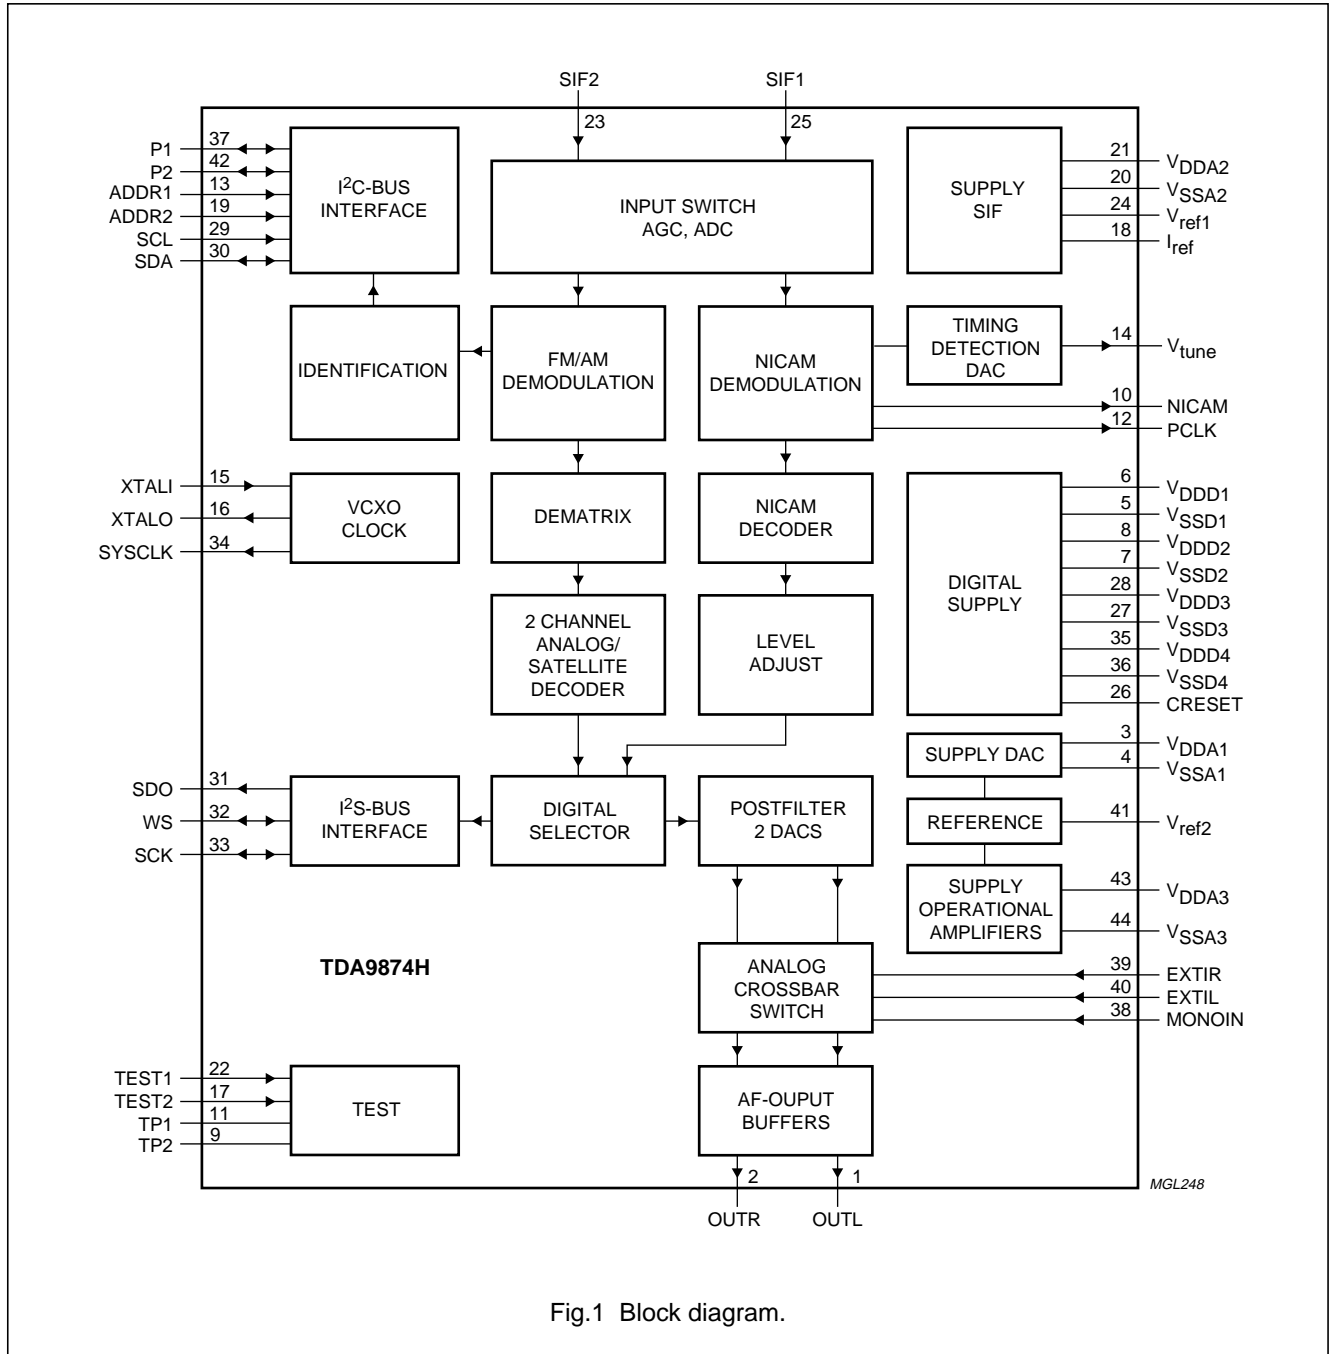 SIF2 SIF1
23 25
P1 37
P2 42
ADDR1 13
ADDR2 19
SCL 29
SDA 30
I²C-BUS
INTERFACE
INPUT SWITCH
AGC, ADC
SUPPLY
SIF
21 VDDA2
20 VSSA2
24 Vref1
18 Iref
IDENTIFICATION
FM/AM
DEMODULATION
NICAM
DEMODULATION
TIMING
DETECTION
DAC
14 Vtune
10 NICAM
12 PCLK
XTALI 15
XTALO 16
SYSCLK 34
VCXO
CLOCK
DEMATRIX
NICAM
DECODER
DIGITAL
SUPPLY
6 VDDD1
5 VSSD1
8 VDDD2
7 VSSD2
28 VDDD3
27 VSSD3
35 VDDD4
36 VSSD4
26 CRESET
2 CHANNEL
ANALOG/
SATELLITE
DECODER
LEVEL
ADJUST
SUPPLY DAC
3 VDDA1
4 VSSA1
SDO 31
WS 32
SCK 33
I²S-BUS
INTERFACE
DIGITAL
SELECTOR
POSTFILTER
2 DACS
REFERENCE
41 Vref2
SUPPLY
OPERATIONAL
AMPLIFIERS
43 VDDA3
44 VSSA3
TDA9874H
ANALOG
CROSSBAR
SWITCH
39 EXTIR
40 EXTIL
38 MONOIN
TEST1 22
TEST2 17
TP1 11
TP2 9
TEST
AF-OUPUT
BUFFERS
2 1
OUTR OUTL
MGL248
Fig.1 Block diagram.